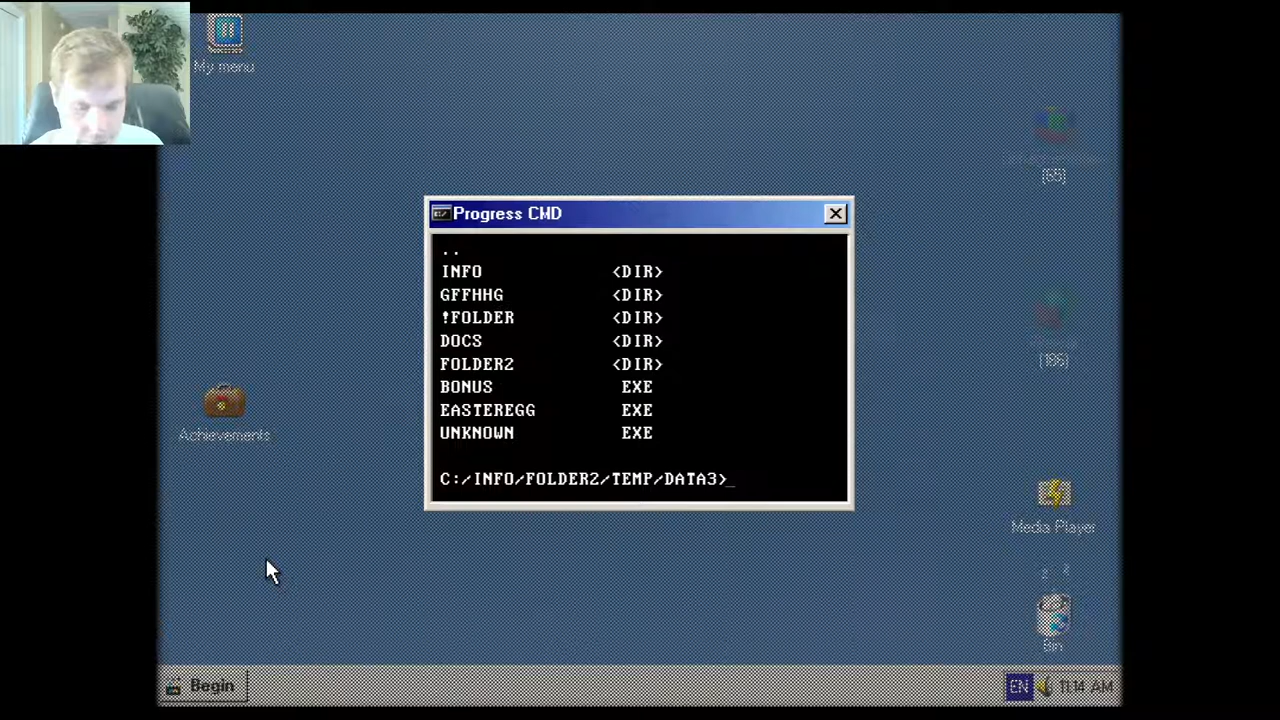 My menu
(65)
Progress CMD
..
INFO <DIR>
GFFHHG <DIR>
!FOLDER <DIR>
DOCS <DIR>
FOLDER2 <DIR>
BONUS EXE
EASTEREGG EXE
UNKNOWN EXE
C:/INFO/FOLDER2/TEMP/DATA3>_
(186)
Achievements
Media Player
Bin
Begin
EN 11:14 AM